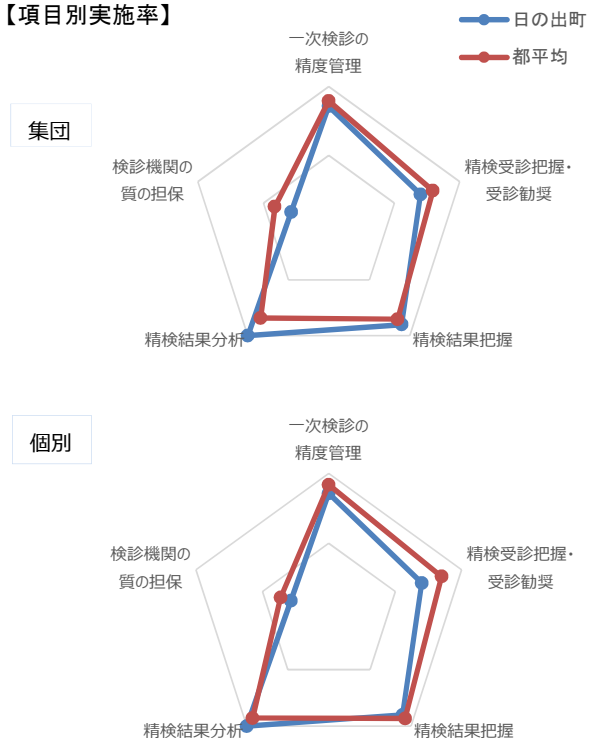 【項目別実施率】
日の出町
都平均
集団
一次検診の
精度管理
精検受診把握・
受診勧奨
精検結果把握
精検結果分析
検診機関の
質の担保
個別
一次検診の
精度管理
精検受診把握・
受診勧奨
精検結果把握
精検結果分析
検診機関の
質の担保